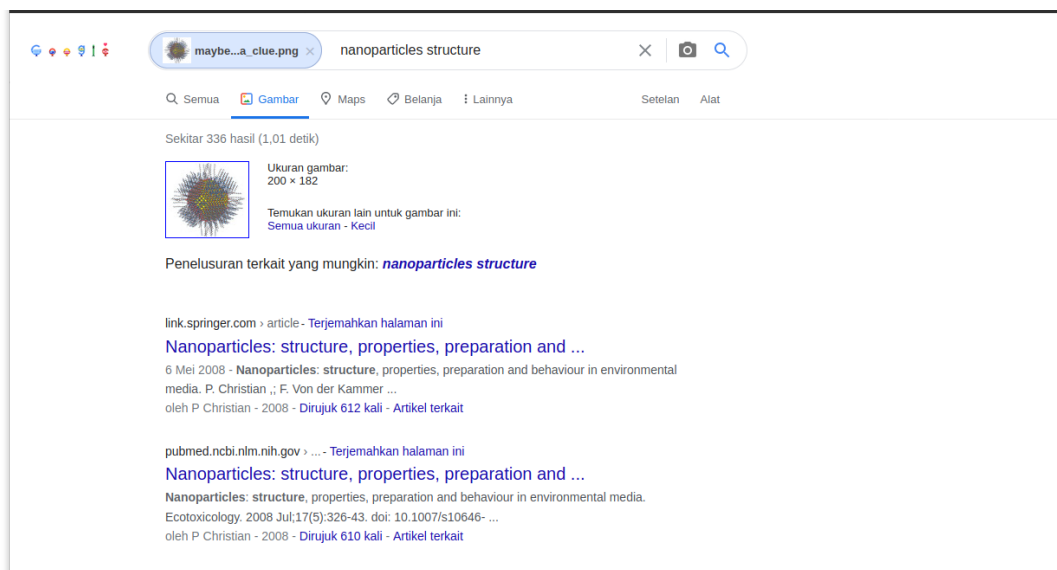 Google
maybe...a_clue.png × nanoparticles structure
Semua Gambar Maps Belanja Lainnya Setelan Alat
Sekitar 336 hasil (1,01 detik)
Ukuran gambar:
200 × 182
Temukan ukuran lain untuk gambar ini:
Semua ukuran - Kecil
Penelusuran terkait yang mungkin: nanoparticles structure
link.springer.com › article - Terjemahkan halaman ini
Nanoparticles: structure, properties, preparation and ...
6 Mei 2008 - Nanoparticles: structure, properties, preparation and behaviour in environmental
media. P. Christian ,; F. Von der Kammer ...
oleh P Christian - 2008 - Dirujuk 612 kali - Artikel terkait
pubmed.ncbi.nlm.nih.gov › ... - Terjemahkan halaman ini
Nanoparticles: structure, properties, preparation and ...
Nanoparticles: structure, properties, preparation and behaviour in environmental media.
Ecotoxicology. 2008 Jul;17(5):326-43. doi: 10.1007/s10646- ...
oleh P Christian - 2008 - Dirujuk 610 kali - Artikel terkait